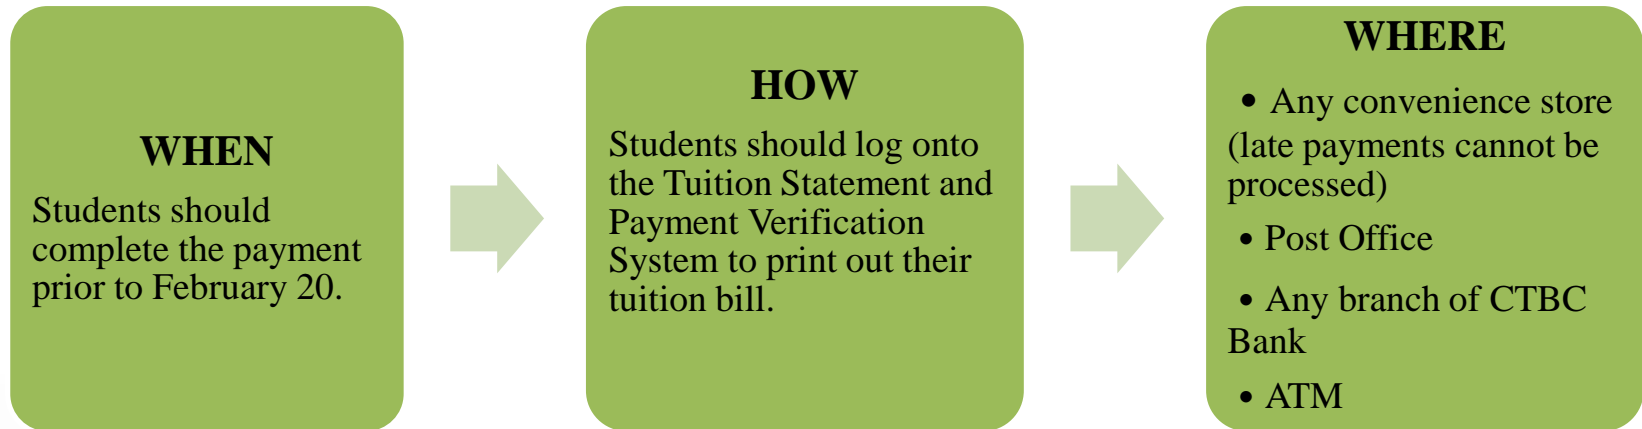 WHEN
Students should
complete the payment
prior to February 20.
HOW
Students should log onto
the Tuition Statement and
Payment Verification
System to print out their
tuition bill.
WHERE
• Any convenience store
(late payments cannot be
processed)
• Post Office
• Any branch of CTBC
Bank
• ATM